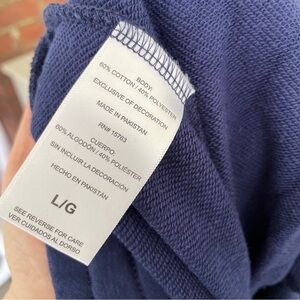 BODY:
60% COTTON / 40% POLYESTER
EXCLUSIVE OF DECORATION
MADE IN PAKISTAN
RN# 15763
CUERPO:
60% ALGODÓN / 40% POLIÉSTER
SIN INCLUIR LA DECORACIÓN
HECHO EN PAKISTÁN
L/G
SEE REVERSE FOR CARE
VER CUIDADOS AL DORSO